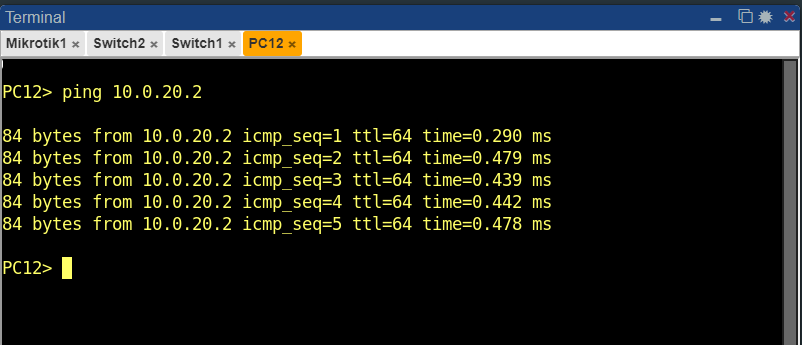 Terminal
Mikrotik1 × Switch2 × Switch1 × PC12 ×
PC12> ping 10.0.20.2
84 bytes from 10.0.20.2 icmp_seq=1 ttl=64 time=0.290 ms
84 bytes from 10.0.20.2 icmp_seq=2 ttl=64 time=0.479 ms
84 bytes from 10.0.20.2 icmp_seq=3 ttl=64 time=0.439 ms
84 bytes from 10.0.20.2 icmp_seq=4 ttl=64 time=0.442 ms
84 bytes from 10.0.20.2 icmp_seq=5 ttl=64 time=0.478 ms
PC12>